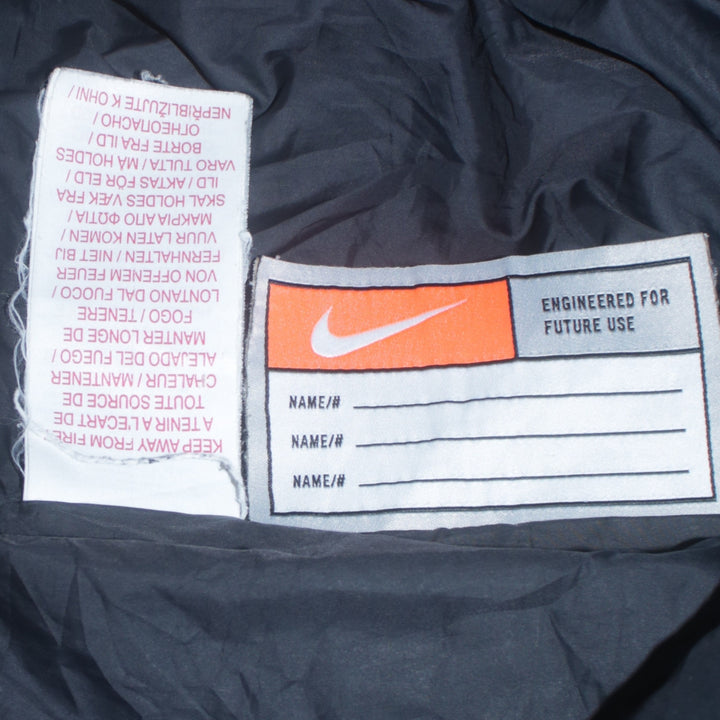 KEEP AWAY FROM FIRE
A TENIR A L'ECART DE
TOUTE SOURCE DE
CHALEUR / MANTENER
ALEJADO DEL FUEGO /
MANTER LONGE DE
FOGO / TENERE
LONTANO DAL FUOCO /
VON OFFENEM FEUER
FERNHALTEN / NIET BIJ
VUUR LATEN KOMEN /
ΜΑΚΡΙΑ ΑΠΟ ΦΩΤΙΑ /
SKAL HOLDES VÆK FRA
ILD / AKTAS FÖR ELD /
VARO TULTA / MÅ HOLDES
BORTE FRA ILD /
ОГНЕОПАСНО /
NEPŘIBLIŽUJTE K OHNI /
ENGINEERED FOR
FUTURE USE
NAME/#
NAME/#
NAME/#